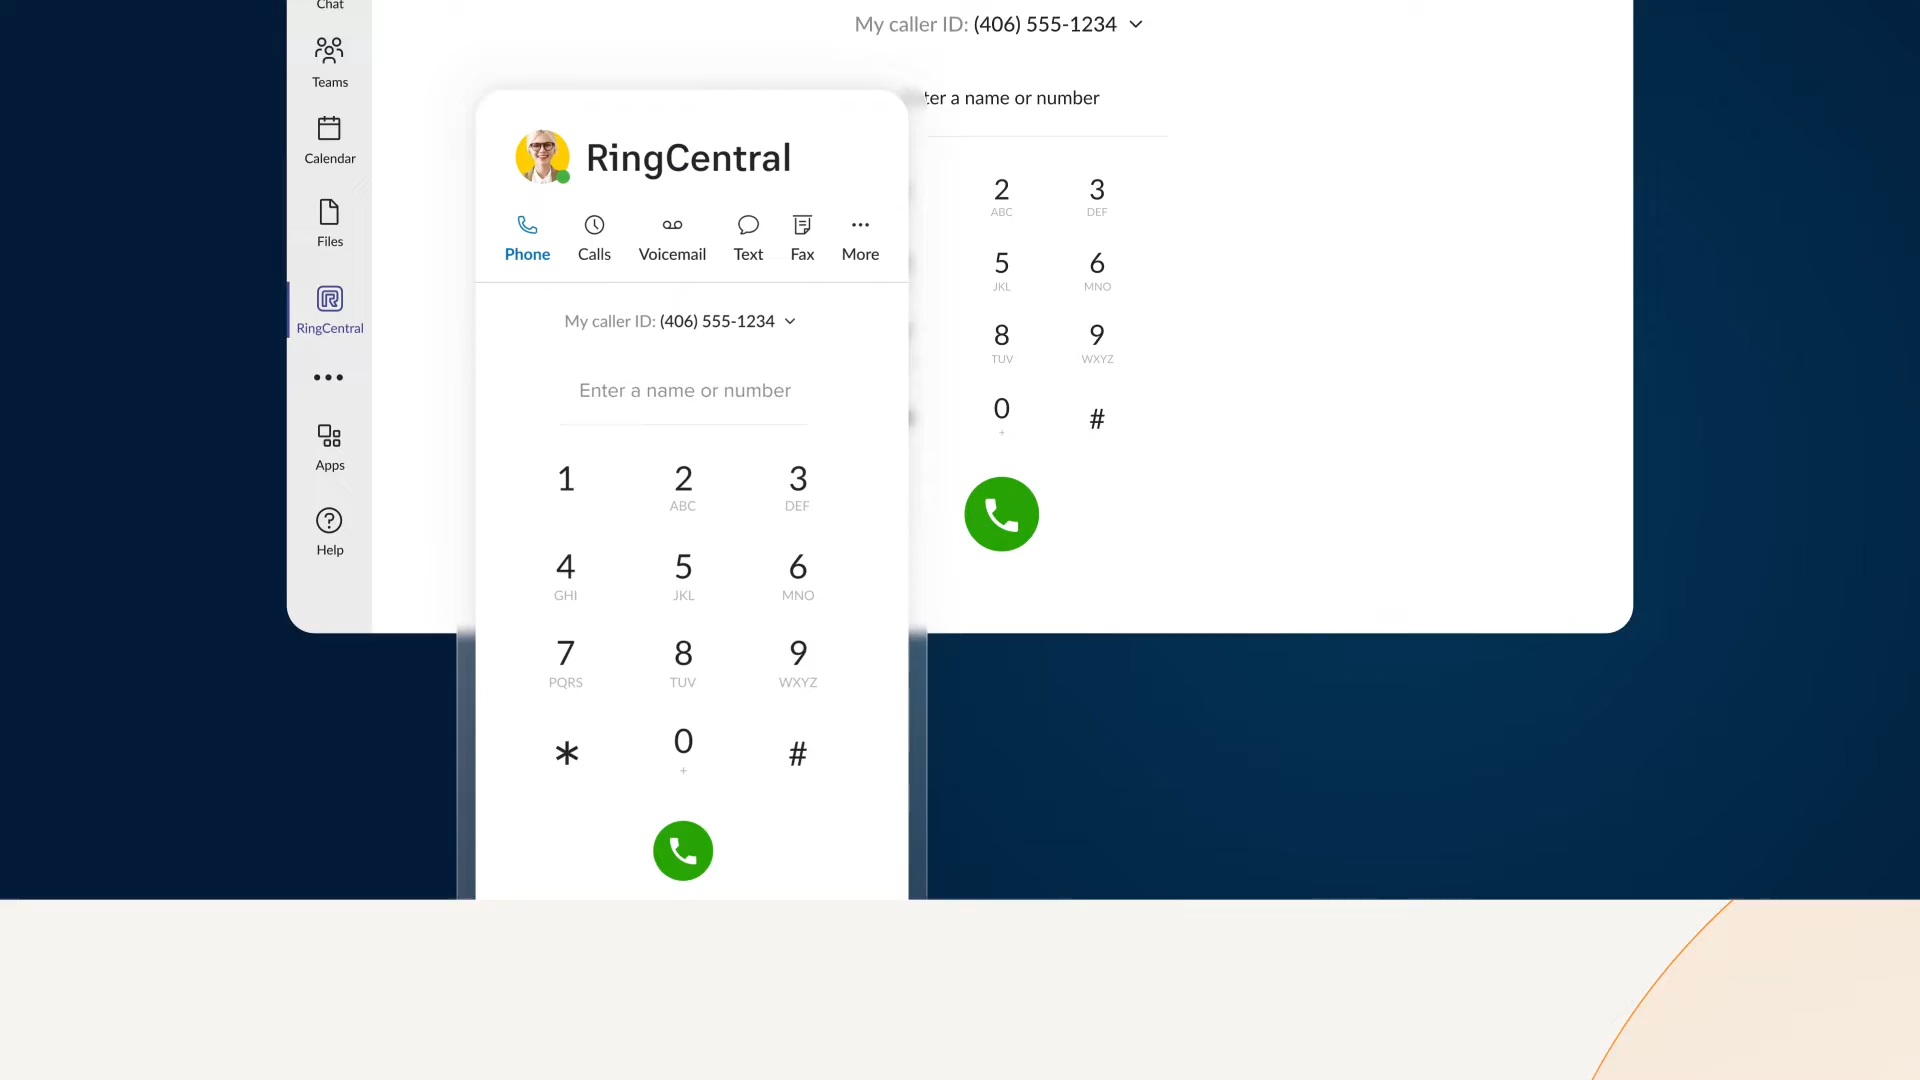 Chat
Teams
Calendar
Files
RingCentral
Apps
Help
My caller ID: (406) 555-1234
ter a name or number
2
ABC
3
DEF
5
JKL
6
MNO
8
TUV
9
WXYZ
0
+
#
RingCentral
Phone
Calls
Voicemail
Text
Fax
More
My caller ID: (406) 555-1234
Enter a name or number
1
2
ABC
3
DEF
4
GHI
5
JKL
6
MNO
7
PQRS
8
TUV
9
WXYZ
*
0
+
#